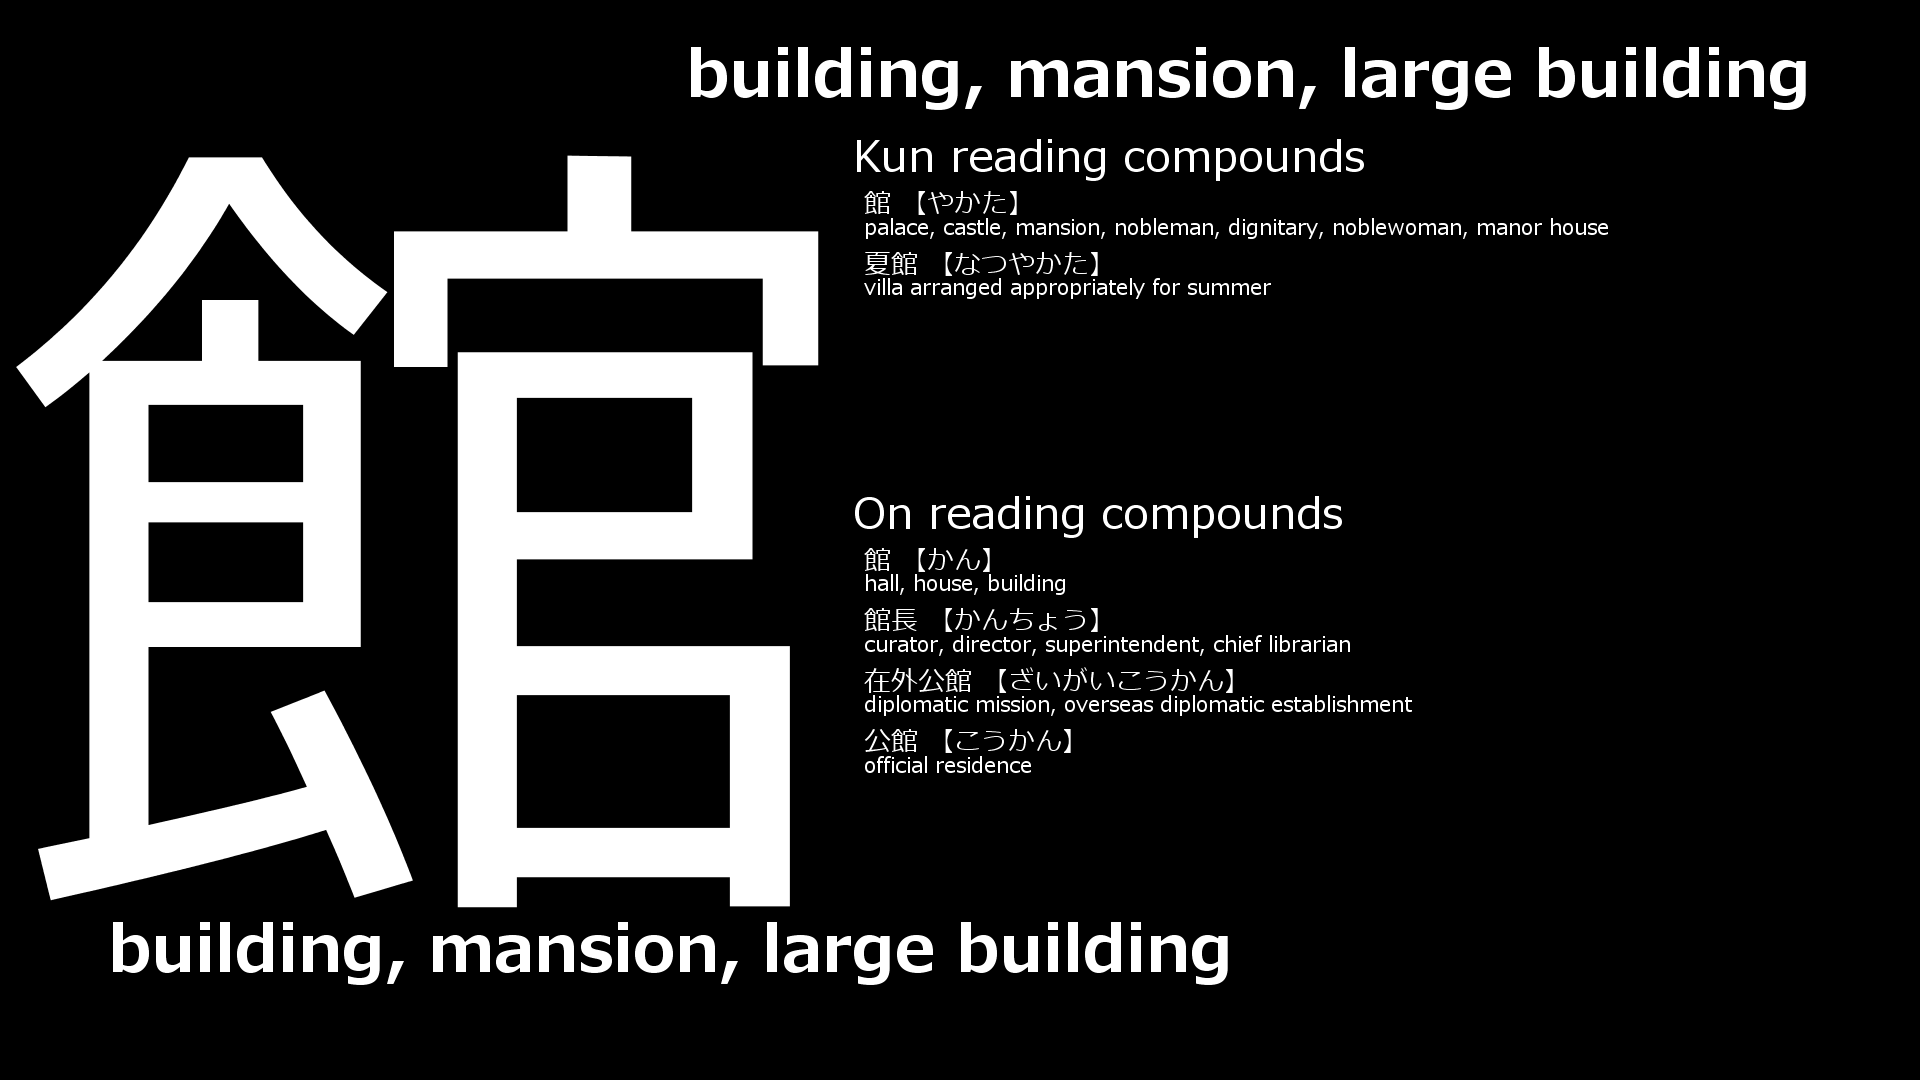 building, mansion, large building
館
Kun reading compounds
館 【やかた】
palace, castle, mansion, nobleman, dignitary, noblewoman, manor house
夏館 【なつやかた】
villa arranged appropriately for summer
On reading compounds
館 【かん】
hall, house, building
館長 【かんちょう】
curator, director, superintendent, chief librarian
在外公館 【ざいがいこうかん】
diplomatic mission, overseas diplomatic establishment
公館 【こうかん】
official residence
building, mansion, large building